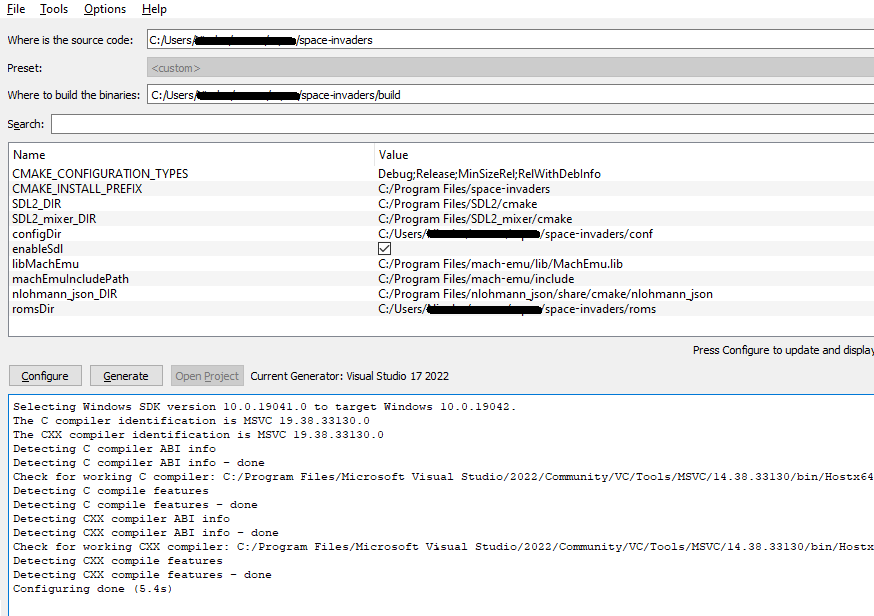 File Tools Options Help
Where is the source code: C:/Users/ /space-invaders
Preset: <custom>
Where to build the binaries: C:/Users/ /space-invaders/build
Search:
Name Value
CMAKE_CONFIGURATION_TYPES Debug;Release;MinSizeRel;RelWithDebInfo
CMAKE_INSTALL_PREFIX C:/Program Files/space-invaders
SDL2_DIR C:/Program Files/SDL2/cmake
SDL2_mixer_DIR C:/Program Files/SDL2_mixer/cmake
configDir C:/Users/ /space-invaders/conf
enableSdl
libMachEmu C:/Program Files/mach-emu/lib/MachEmu.lib
machEmuIncludePath C:/Program Files/mach-emu/include
nlohmann_json_DIR C:/Program Files/nlohmann_json/share/cmake/nlohmann_json
romsDir C:/Users/ /space-invaders/roms
Press Configure to update and display
Configure Generate Open Project Current Generator: Visual Studio 17 2022
Selecting Windows SDK version 10.0.19041.0 to target Windows 10.0.19042.
The C compiler identification is MSVC 19.38.33130.0
The CXX compiler identification is MSVC 19.38.33130.0
Detecting C compiler ABI info
Detecting C compiler ABI info - done
Check for working C compiler: C:/Program Files/Microsoft Visual Studio/2022/Community/VC/Tools/MSVC/14.38.33130/bin/Hostx64
Detecting C compile features
Detecting C compile features - done
Detecting CXX compiler ABI info
Detecting CXX compiler ABI info - done
Check for working CXX compiler: C:/Program Files/Microsoft Visual Studio/2022/Community/VC/Tools/MSVC/14.38.33130/bin/Hostx
Detecting CXX compile features
Detecting CXX compile features - done
Configuring done (5.4s)